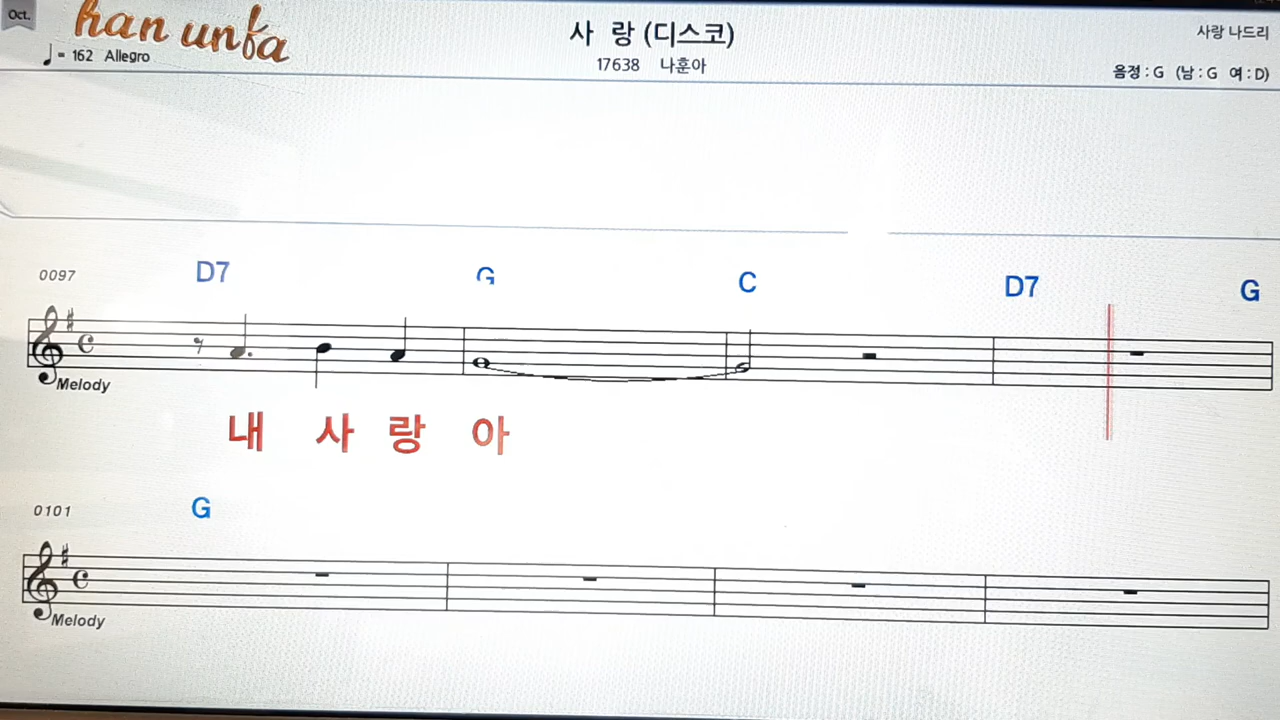 Oct.
han unfa
사 랑 (디스코)
사랑 나드리
♩= 162 Allegro
17638 나훈아
음정 : G (남 : G 여 : D)
0097 D7 G C D7 G
Melody
내 사 랑 아
0101 G
Melody